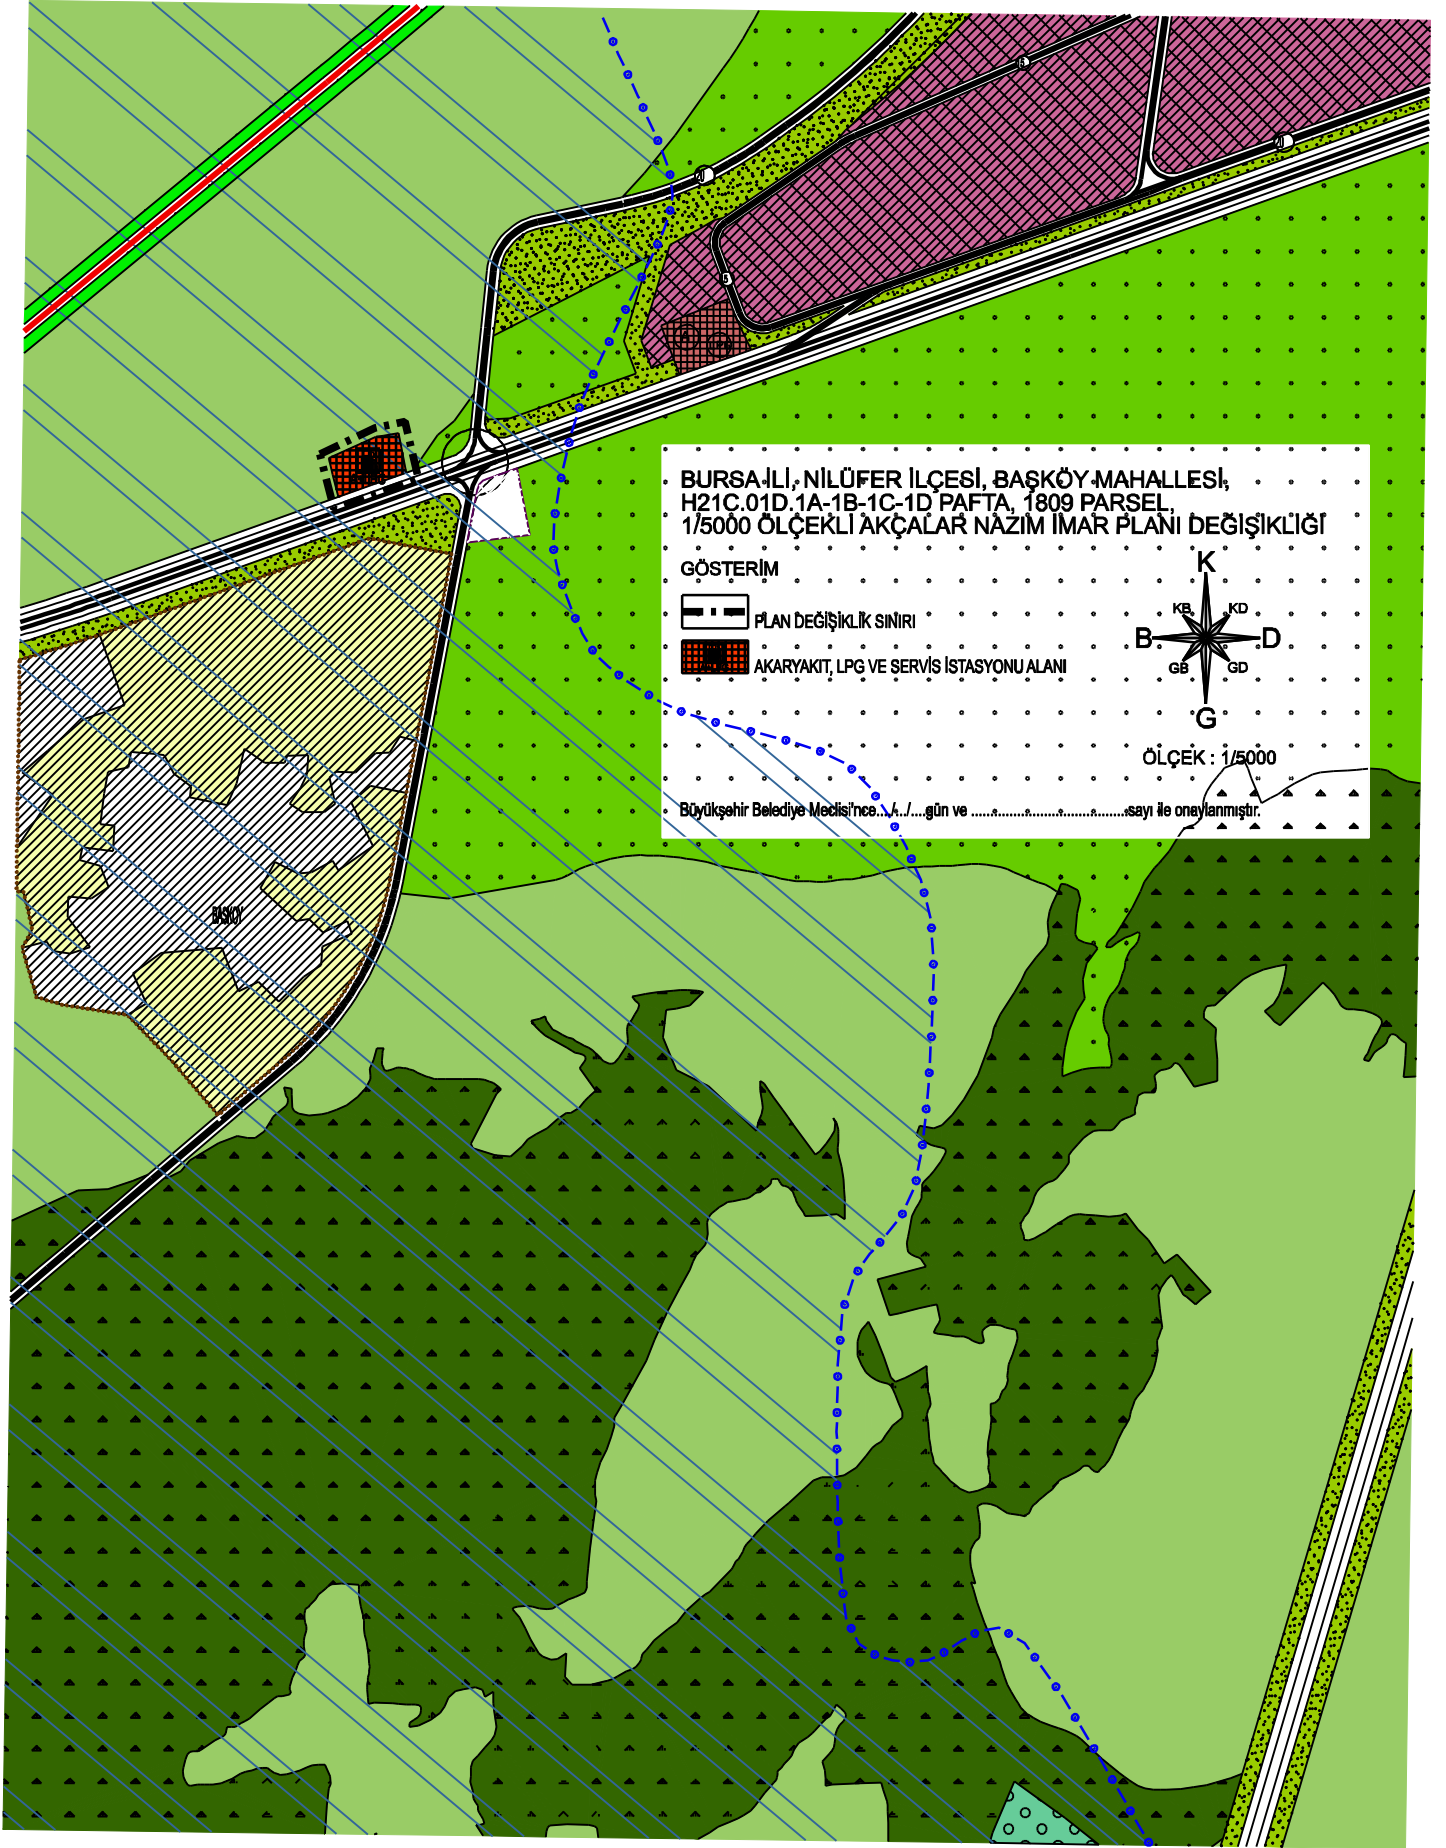 BURSA İLİ, NİLÜFER İLÇESİ, BAŞKÖY MAHALLESİ,
H21C.01D.1A-1B-1C-1D PAFTA, 1809 PARSEL,
1/5000 ÖLÇEKLİ AKÇALAR NAZIM İMAR PLANI DEĞİŞİKLİĞİ
GÖSTERİM
PLAN DEĞİŞİKLİK SINIRI
AKARYAKIT, LPG VE SERVİS İSTASYONU ALANI
K
KB KD
B D
GB GD
G
ÖLÇEK : 1/5000
Büyükşehir Belediye Meclisi'nce..../.../....gün ve ..........................................sayı ile onaylanmıştır.
BAŞKÖY